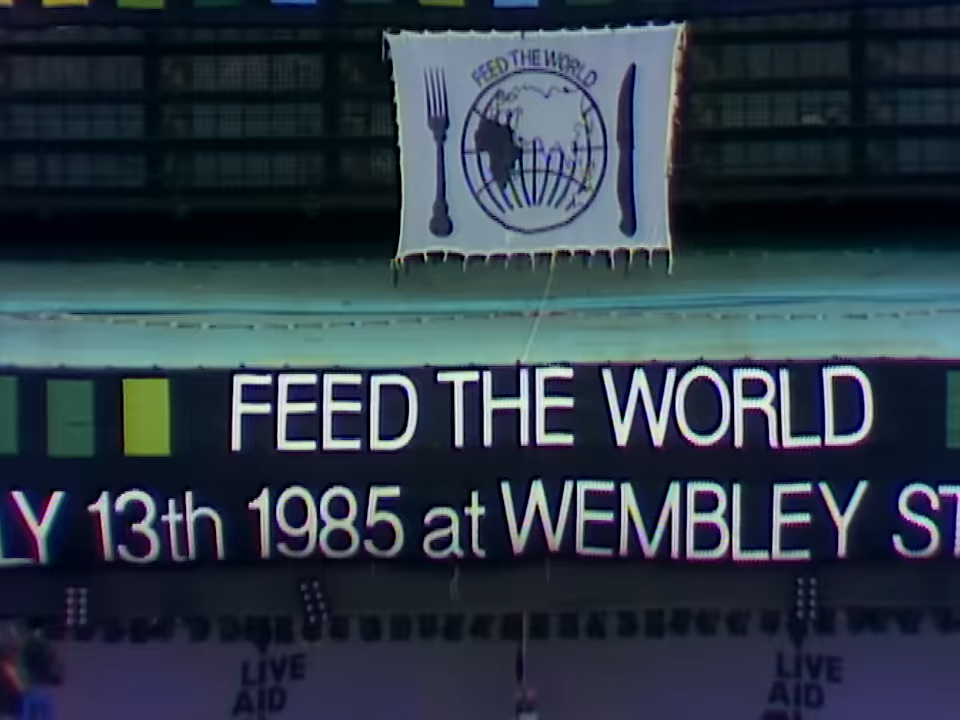 FEED THE WORLD
FEED THE WORLD
LY 13th 1985 at WEMBLEY ST
LIVE
AID
LIVE
AID